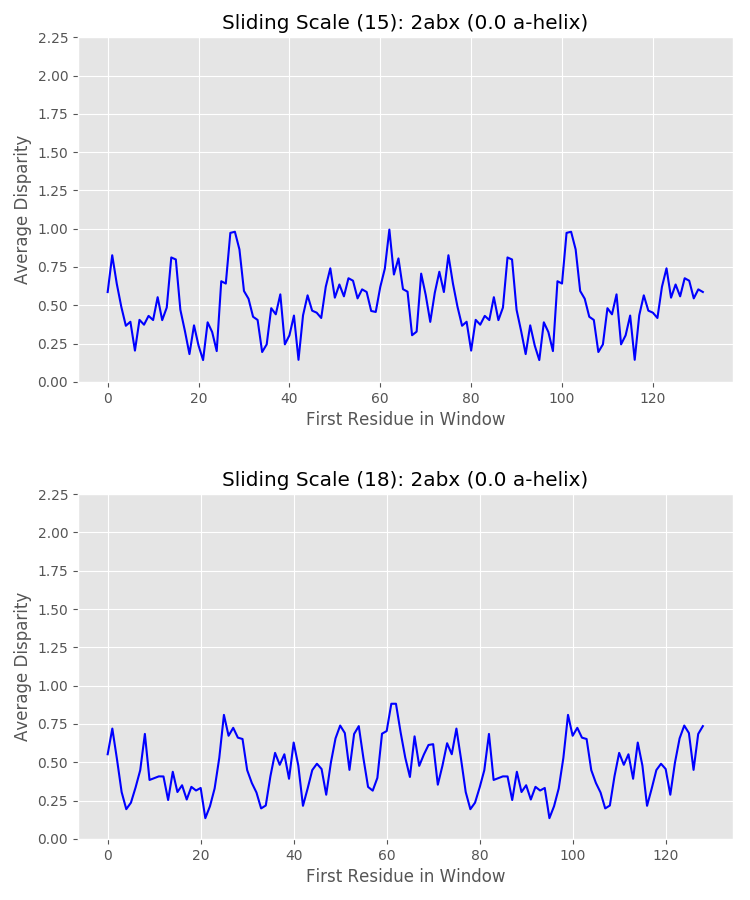 Sliding Scale (15): 2abx (0.0 a-helix)
2.25
2.00
1.75
1.50
1.25
1.00
0.75
0.50
0.25
0.00
Average Disparity
0 20 40 60 80 100 120
First Residue in Window
Sliding Scale (18): 2abx (0.0 a-helix)
2.25
2.00
1.75
1.50
1.25
1.00
0.75
0.50
0.25
0.00
Average Disparity
0 20 40 60 80 100 120
First Residue in Window